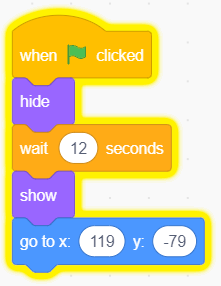 when clicked
hide
wait 12 seconds
show
go to x: 119 y: -79